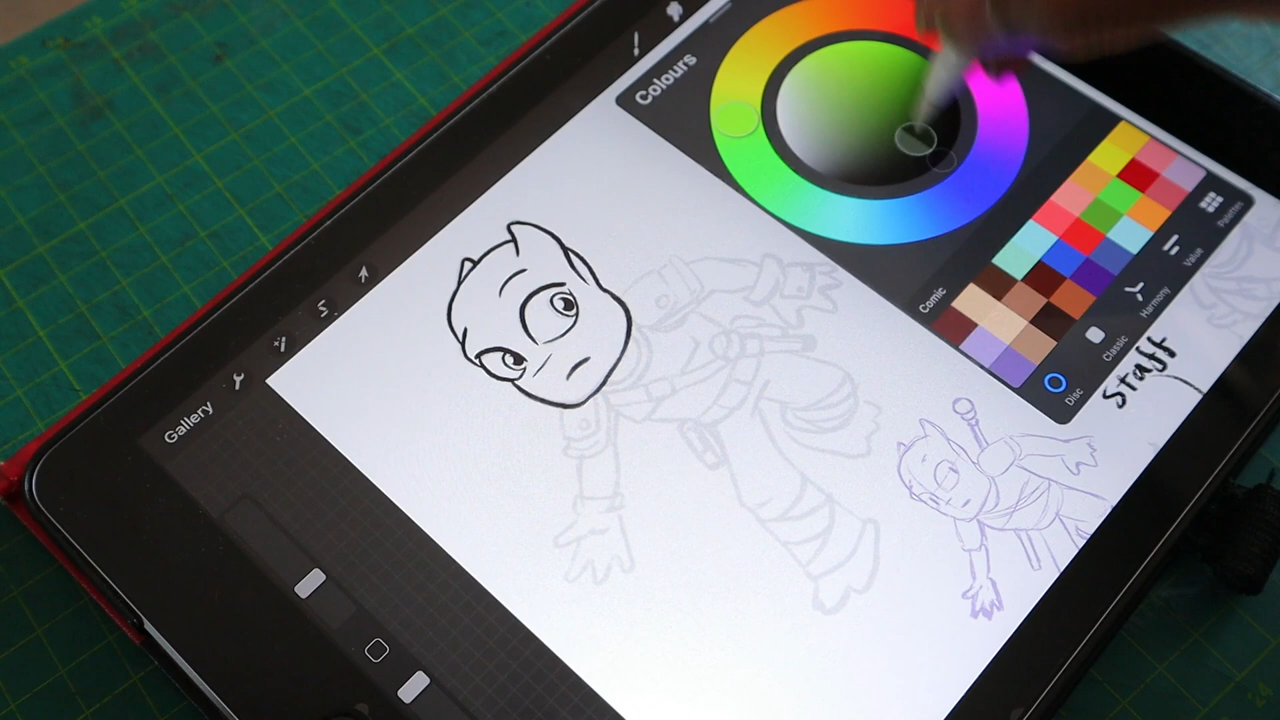 Gallery
Colours
Comic
Disc
Classic
Harmony
Value
Palettes
Staff